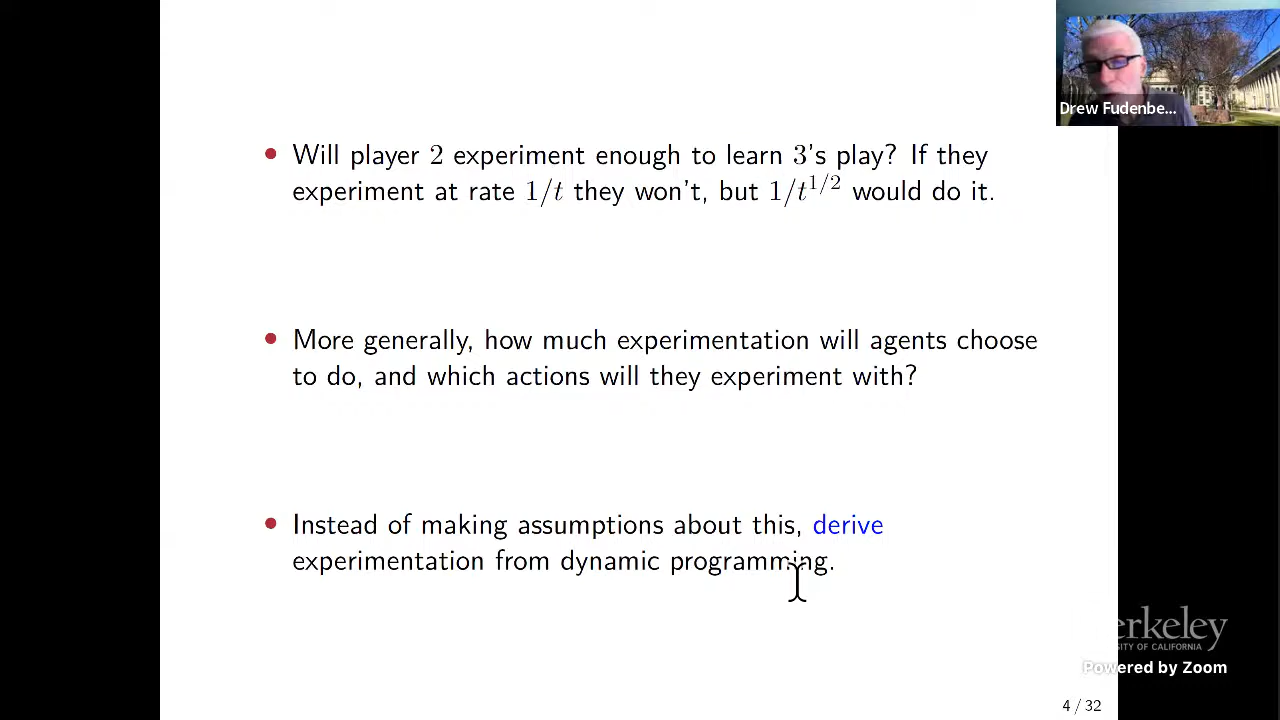 Drew Fudenbe...
• Will player 2 experiment enough to learn 3's play? If they
experiment at rate 1/t they won't, but 1/t^{1/2} would do it.
• More generally, how much experimentation will agents choose
to do, and which actions will they experiment with?
• Instead of making assumptions about this, derive
experimentation from dynamic programming.
erkeley
SITY OF CALIFORNIA
Powered by Zoom
4 / 32